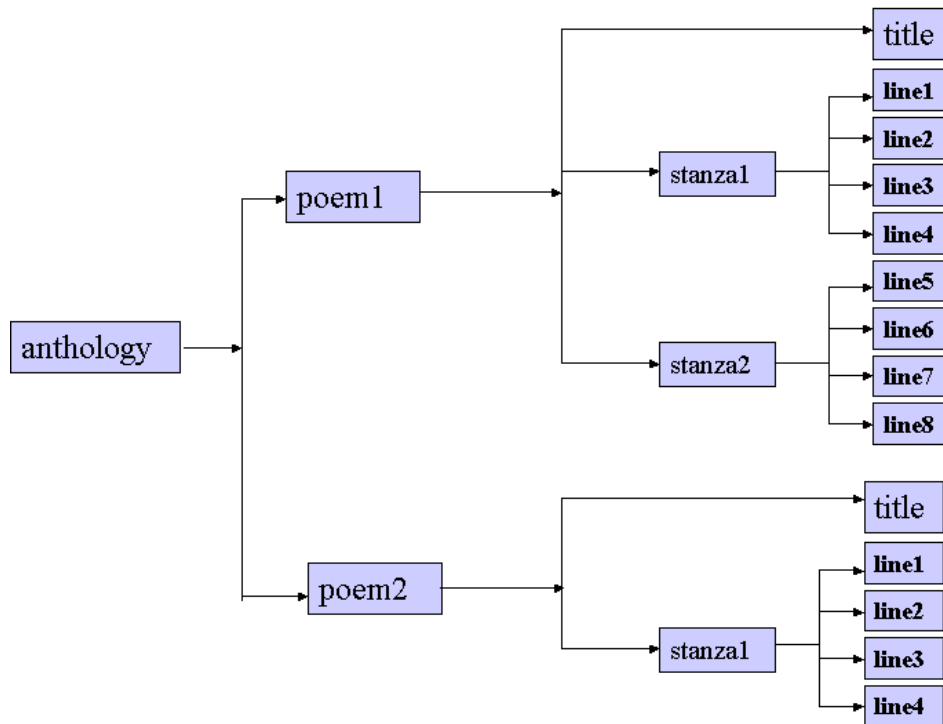 title
line1
line2
stanza1
line3
poem1
line4
line5
line6
anthology
stanza2
line7
line8
title
line1
poem2
line2
stanza1
line3
line4